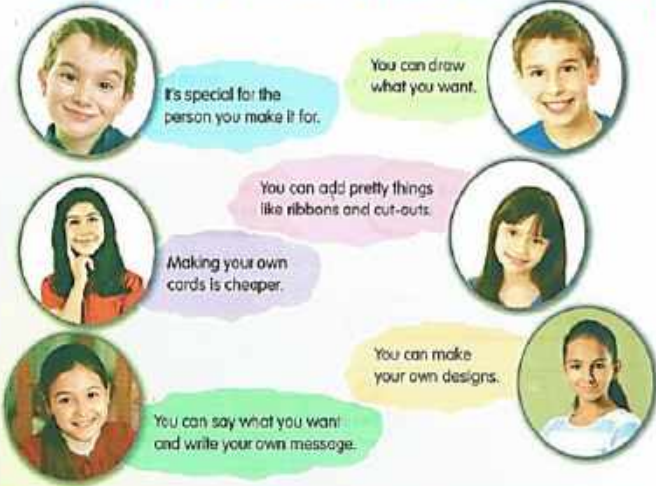 It's special for the
person you make it for.
You can draw
what you want.
You can add pretty things
like ribbons and cut-outs.
Making your own
cards is cheaper.
You can make
your own designs.
You can say what you want
and write your own message.